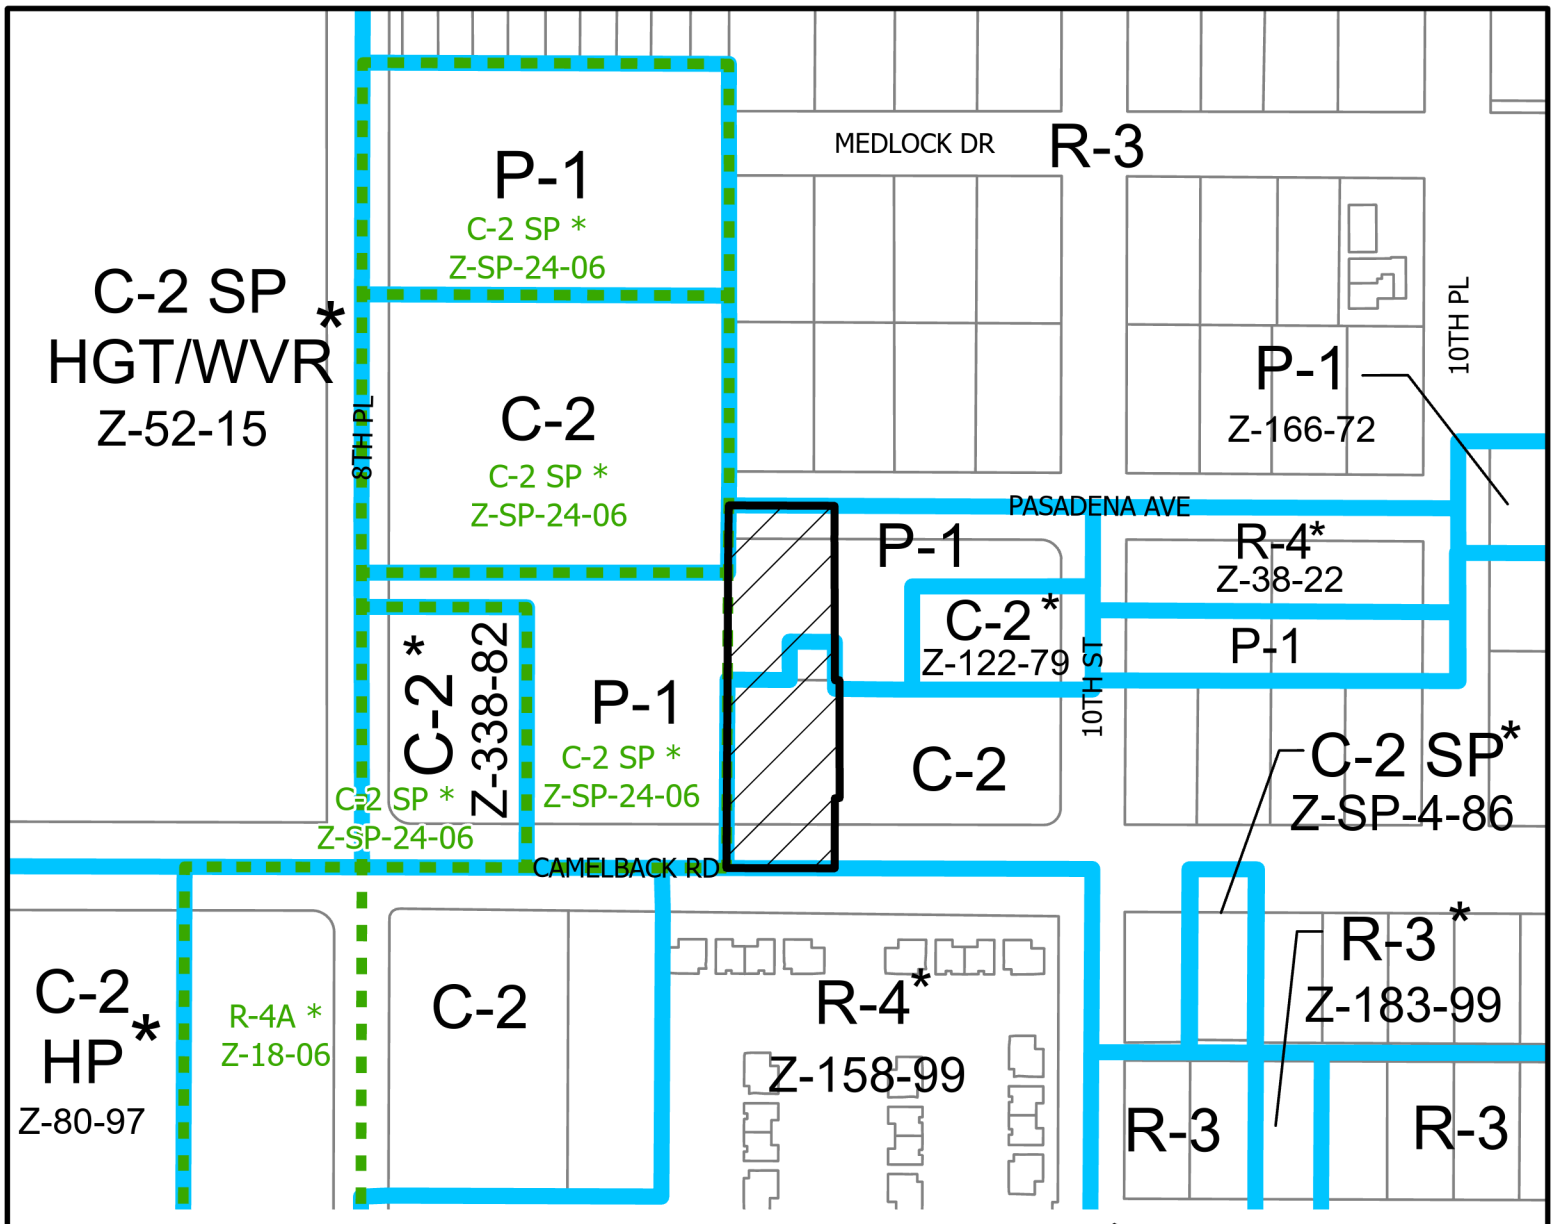 MEDLOCK DR
R-3
P-1
C-2 SP *
Z-SP-24-06
C-2 SP *
HGT/WVR
Z-52-15
10TH PL
P-1
Z-166-72
8TH PL
C-2
C-2 SP *
Z-SP-24-06
PASADENA AVE
P-1
R-4*
Z-38-22
C-2 *
Z-122-79
P-1
10TH ST
C-2 *
Z-338-82
P-1
C-2 SP *
Z-SP-24-06
C-2
C-2 SP *
Z-SP-4-86
C-2 SP *
Z-SP-24-06
CAMELBACK RD
R-3 *
Z-183-99
C-2
HP *
Z-80-97
R-4A *
Z-18-06
C-2
R-4 *
Z-158-99
R-3
R-3